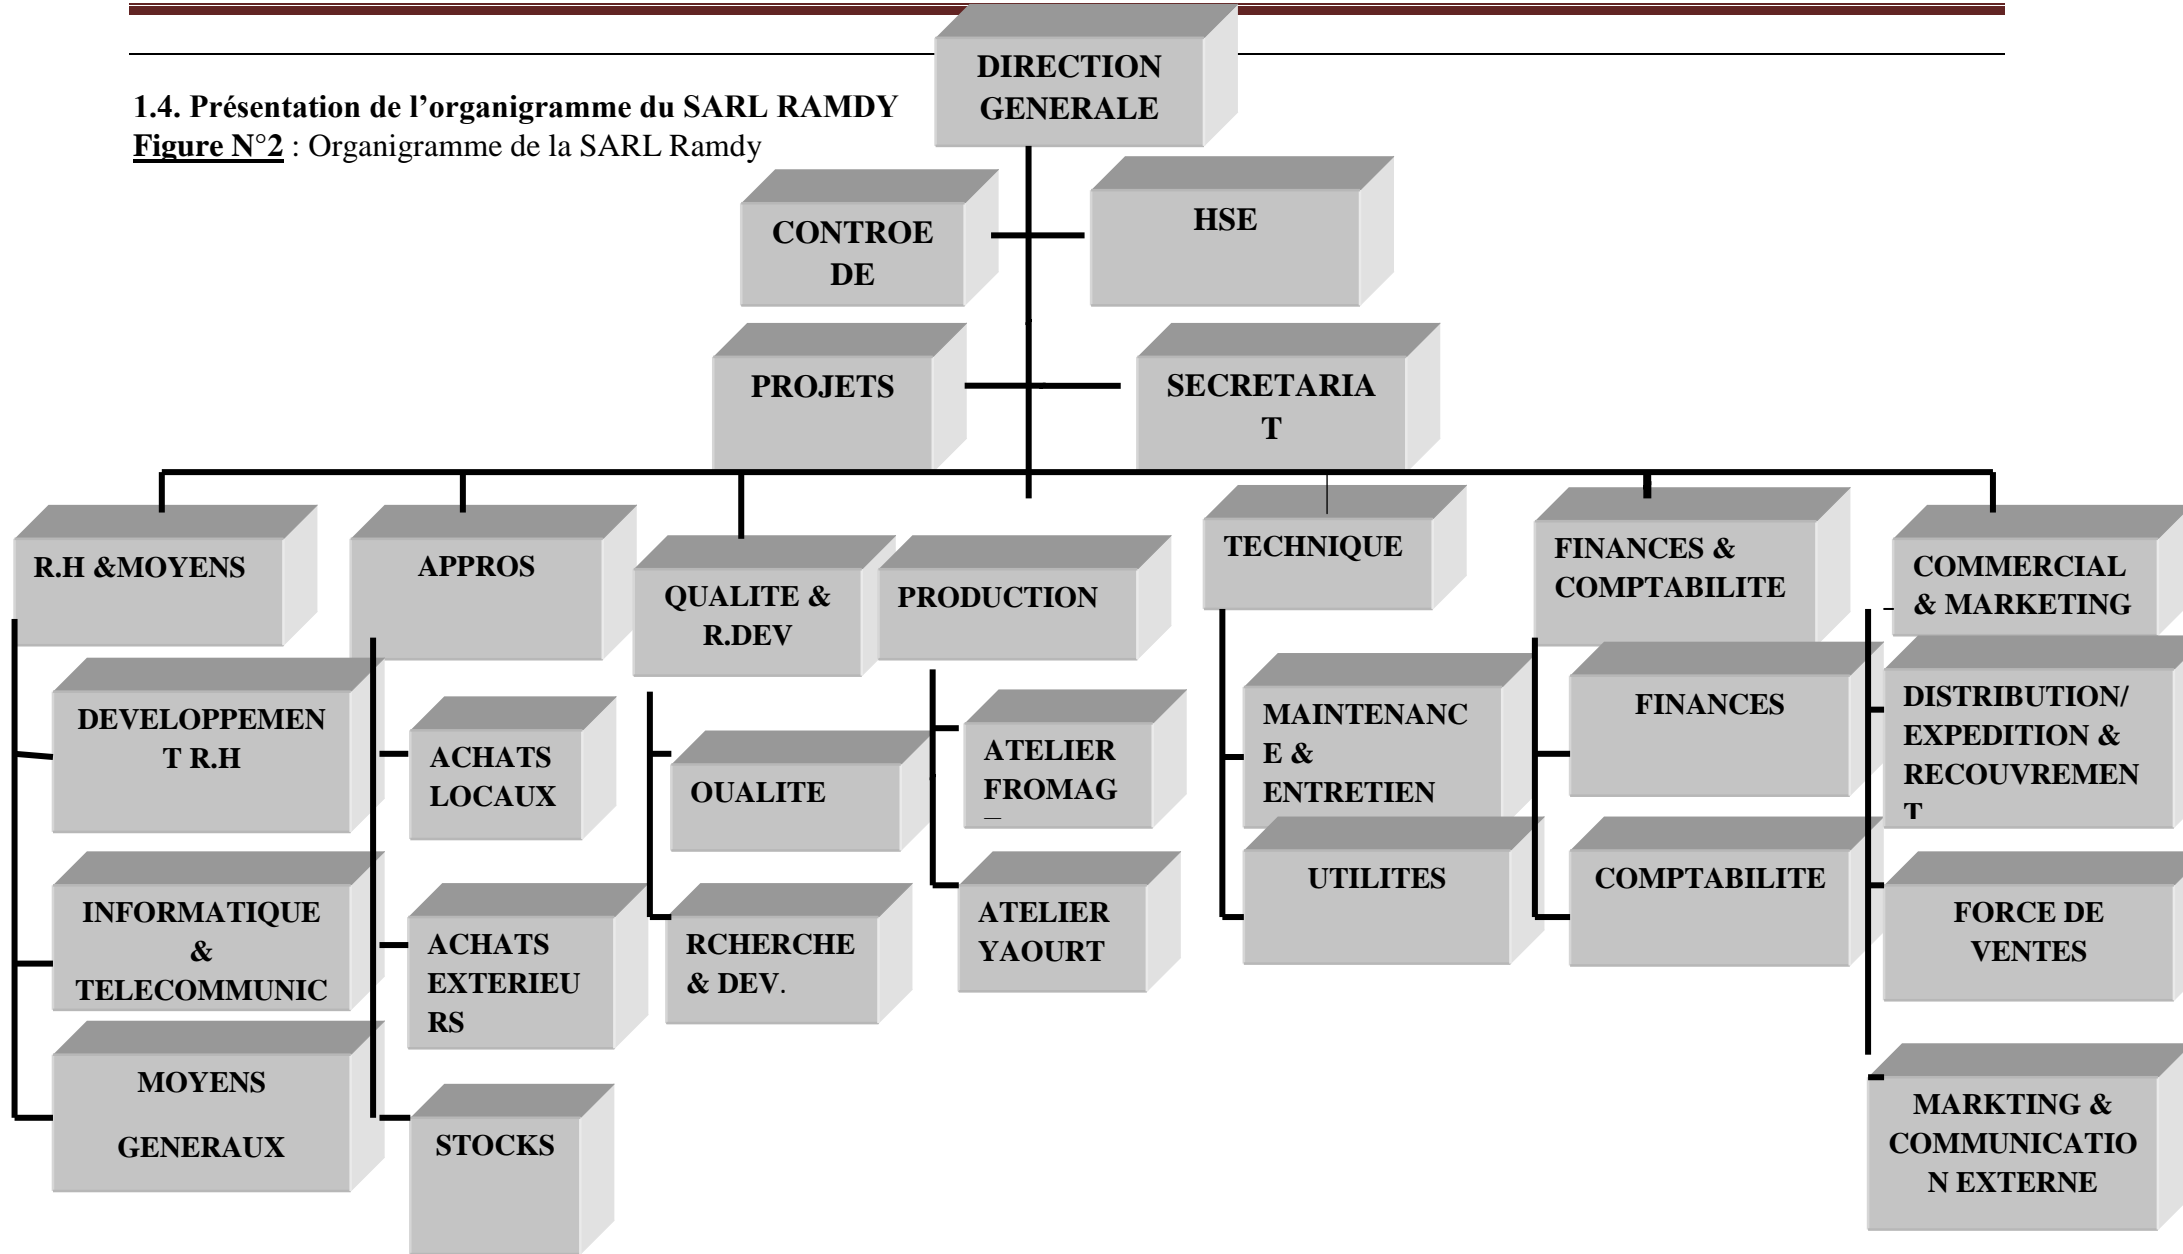 DIRECTION
GENERALE
1.4. Présentation de l’organigramme du SARL RAMDY
Figure N°2 : Organigramme de la SARL Ramdy
CONTROE
DE
HSE
PROJETS
SECRETARIA
T
R.H &MOYENS
APPROS
QUALITE &
R.DEV
PRODUCTION
TECHNIQUE
FINANCES &
COMPTABILITE
COMMERCIAL
& MARKETING
DEVELOPPEMEN
T R.H
ACHATS
LOCAUX
OUALITE
ATELIER
FROMAG
MAINTENANC
E &
ENTRETIEN
FINANCES
DISTRIBUTION/
EXPEDITION &
RECOUVREMEN
T
INFORMATIQUE
&
TELECOMMUNIC
ACHATS
EXTERIEU
RS
RCHERCHE
& DEV.
ATELIER
YAOURT
UTILITES
COMPTABILITE
FORCE DE
VENTES
MOYENS
GENERAUX
STOCKS
MARKTING &
COMMUNICATIO
N EXTERNE